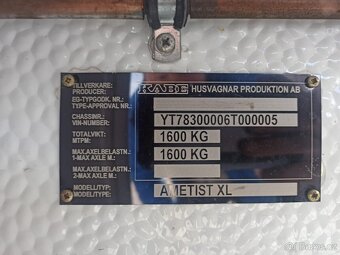 TILLVERKARE: KABE HUSVAGNAR PRODUKTION AB
PRODUCER:
EG-TYPGODK. NR.:
TYPE-APPROVAL NR.:
CHASSINR.: YT78300006T000005
VIN-NUMBER:
TOTALVIKT: 1600 KG
MTPM:
MAX.AXELBELASTN.: 1600 KG
1-MAX AXLE M.:
MAX.AXELBELASTN.:
2-MAX AXLE M.:
MODELL/TYP: AMETIST XL
MODEL/TYPE: